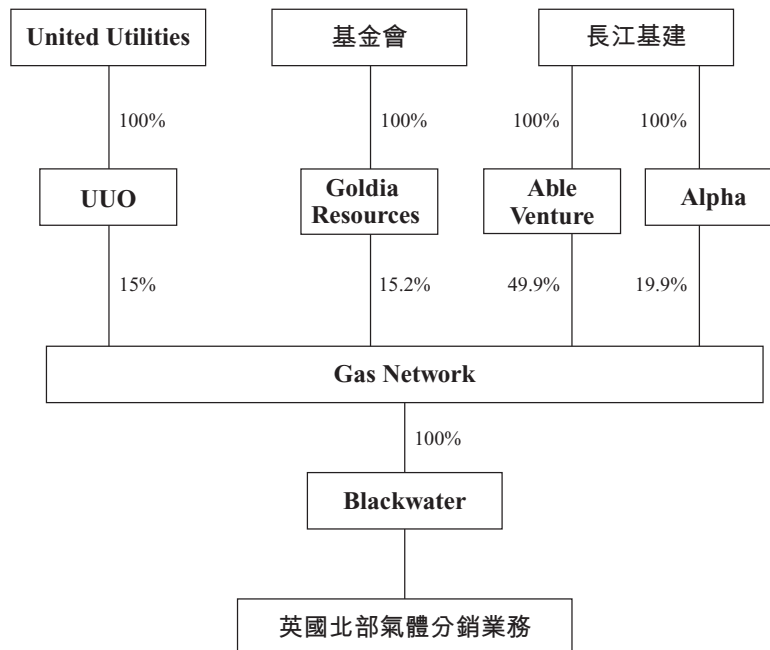 United Utilities
基金會
長江基建
100%
100%
100%
100%
UUO
Goldia
Resources
Able
Venture
Alpha
15%
15.2%
49.9%
19.9%
Gas Network
100%
Blackwater
英國北部氣體分銷業務